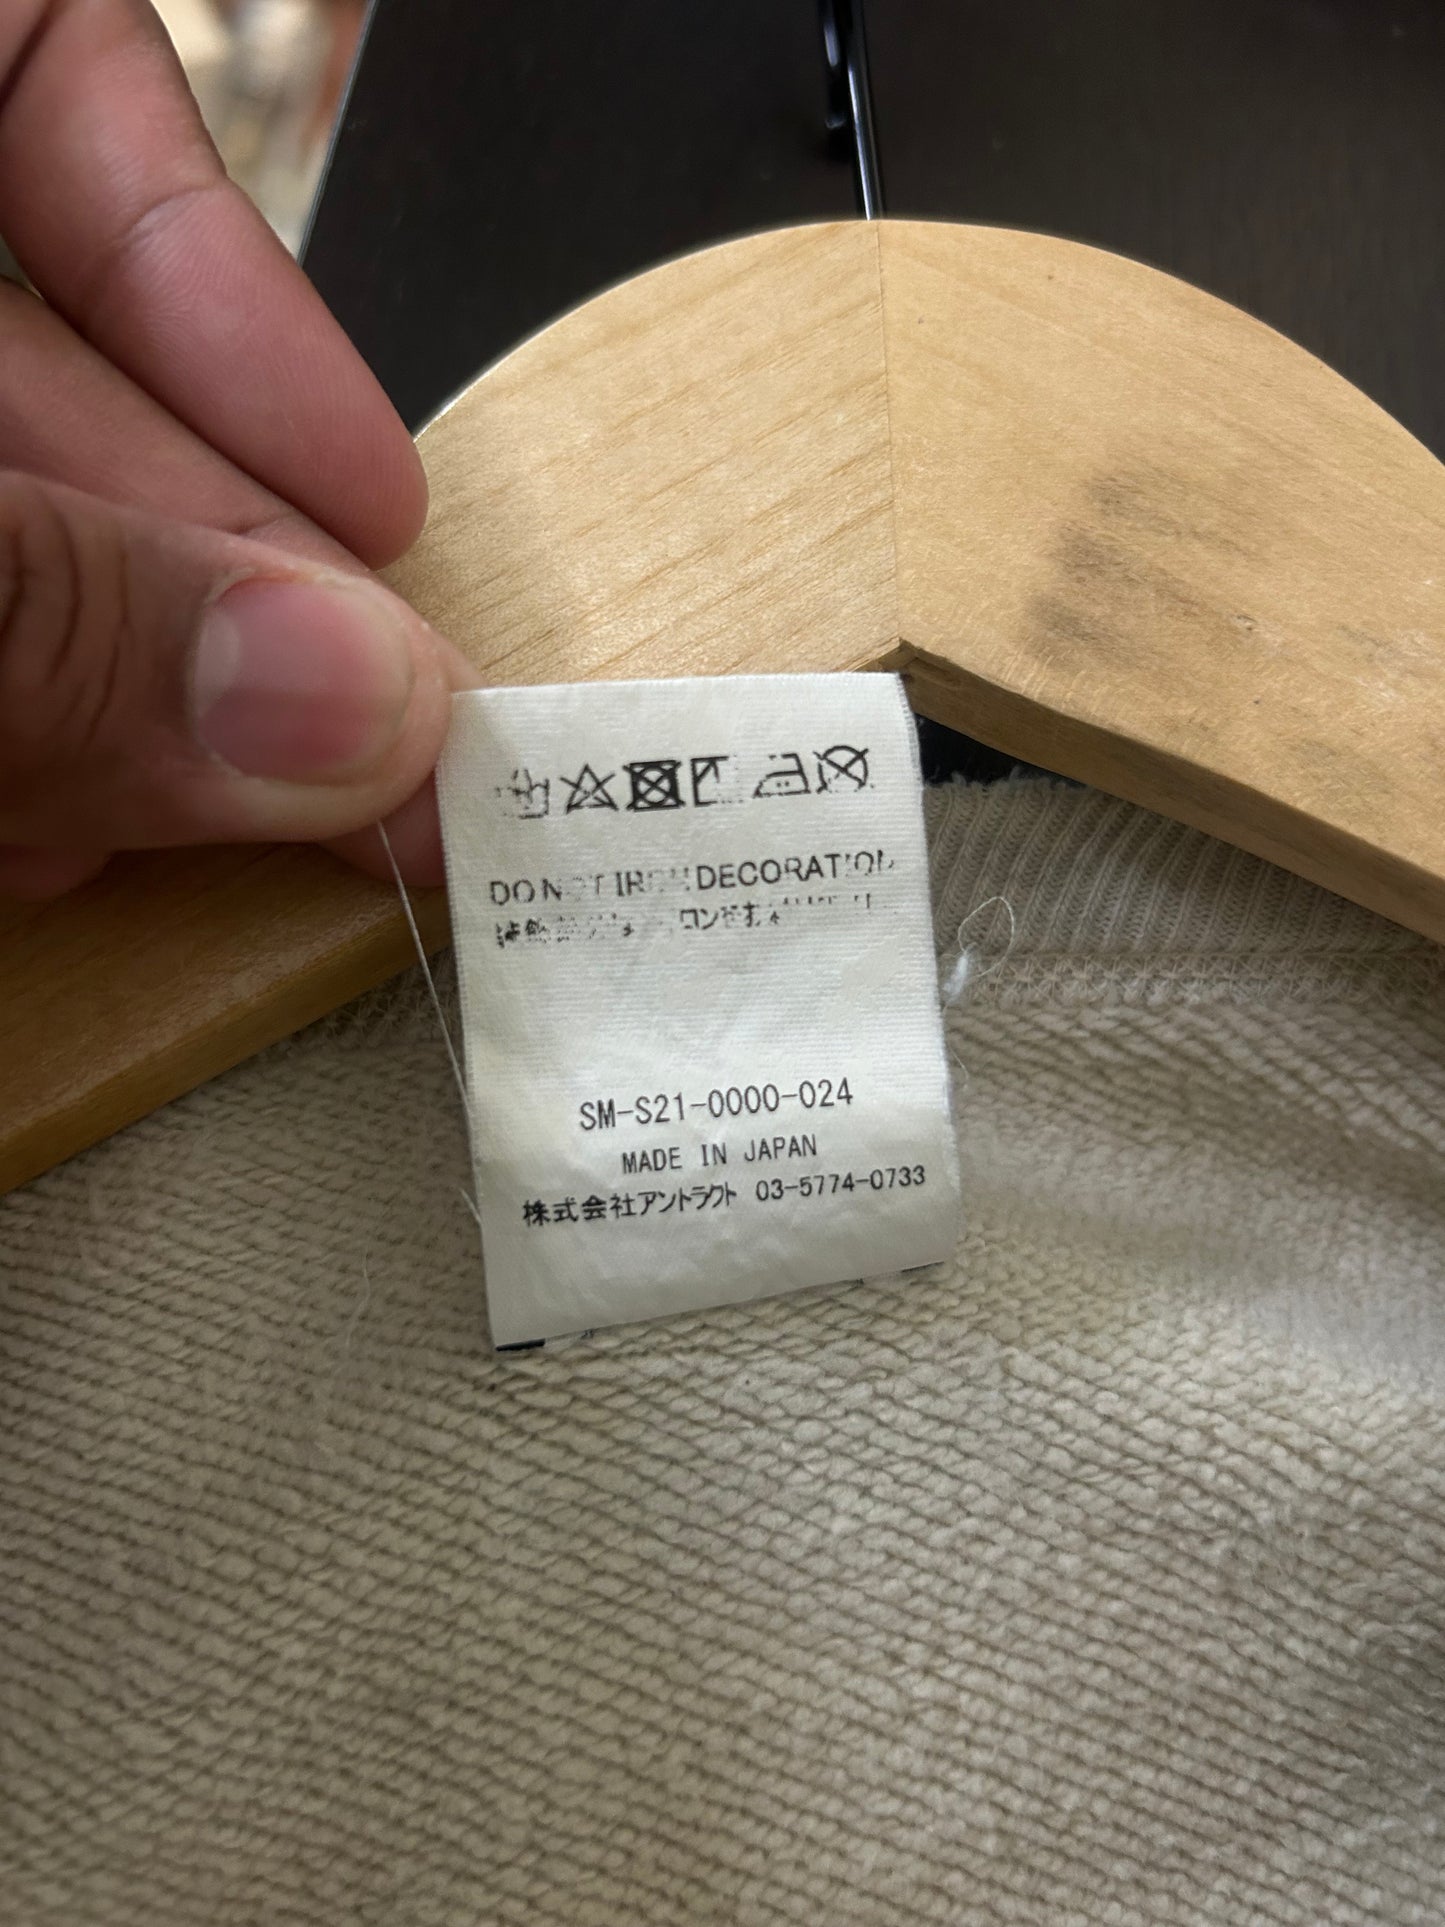 DO NOT IRON DECORATION
SM-S21-0000-024
MADE IN JAPAN
株式会社アントラクト 03-5774-0733